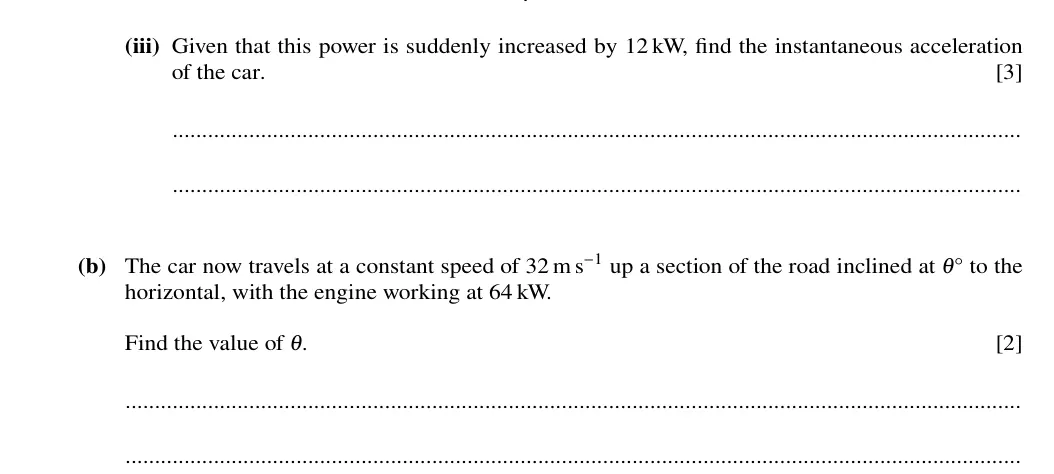 (iii) Given that this power is suddenly increased by 12 kW, find the instantaneous acceleration
of the car. [3]
................................................................................
................................................................................
(b) The car now travels at a constant speed of 32 m s⁻¹ up a section of the road inclined at θ° to the
horizontal, with the engine working at 64 kW.
Find the value of θ. [2]
................................................................................
................................................................................